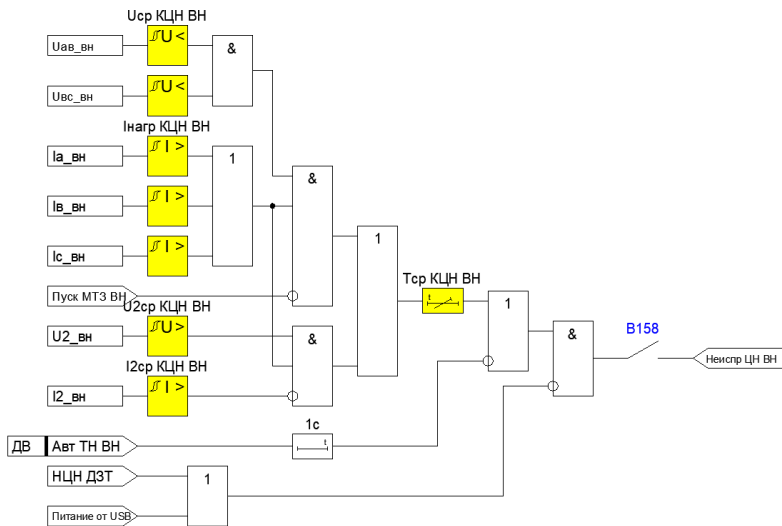 Uср КЦН ВН
Uав_вн
U <
&
Uвс_вн
U <
Iнагр КЦН ВН
Iа_вн
I >
1
Iв_вн
I >
&
Iс_вн
I >
1
Пуск МТЗ ВН
Тср КЦН ВН
t
1
U2ср КЦН ВН
U2_вн
U >
&
&
В158
Неиспр ЦН ВН
I2ср КЦН ВН
I2_вн
I >
1с
ДВ
Авт ТН ВН
t
НЦН ДЗТ
1
Питание от USB